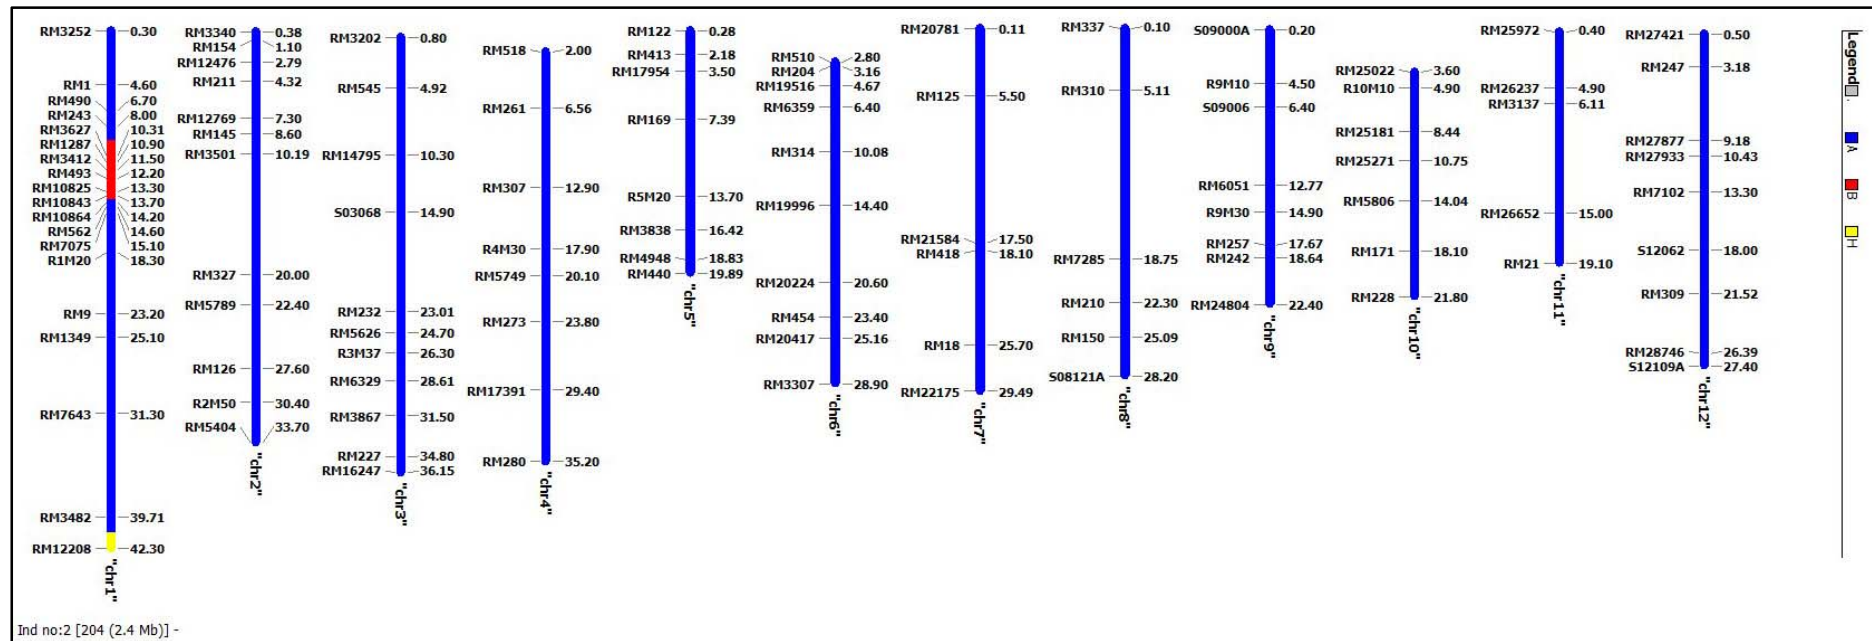 RM3252 0.30
RM1 4.60
RM490 6.70
RM243 8.00
RM3627 10.31
RM1287 10.90
RM3412 11.50
RM493 12.20
RM10825 13.30
RM10843 13.70
RM10864 14.20
RM562 14.60
RM7075 15.10
R1M20 18.30
RM9 23.20
RM1349 25.10
RM7643 31.30
RM3482 39.71
RM12208 42.30
"chr1"
RM3340 0.38
RM154 1.10
RM12476 2.79
RM211 4.32
RM12769 7.30
RM145 8.60
RM3501 10.19
RM327 20.00
RM5789 22.40
RM126 27.60
R2M50 30.40
RM5404 33.70
"chr2"
RM3202 0.80
RM545 4.92
RM14795 10.30
S03068 14.90
RM232 23.01
RM5626 24.70
R3M37 26.30
RM6329 28.61
RM3867 31.50
RM227 34.80
RM16247 36.15
"chr3"
RM518 2.00
RM261 6.56
RM307 12.90
R4M30 17.90
RM5749 20.10
RM273 23.80
RM17391 29.40
RM280 35.20
"chr4"
RM122 0.28
RM413 2.18
RM17954 3.50
RM169 7.39
R5M20 13.70
RM3838 16.42
RM4948 18.83
RM440 19.89
"chr5"
RM510 2.80
RM204 3.16
RM19516 4.67
RM6359 6.40
RM314 10.08
RM19996 14.40
RM20224 20.60
RM454 23.40
RM20417 25.16
RM3307 28.90
"chr6"
RM20781 0.11
RM125 5.50
RM21584 17.50
RM418 18.10
RM18 25.70
RM22175 29.49
"chr7"
RM337 0.10
RM310 5.11
RM7285 18.75
RM210 22.30
RM150 25.09
S08121A 28.20
"chr8"
S09000A 0.20
R9M10 4.50
S09006 6.40
RM6051 12.77
R9M30 14.90
RM257 17.67
RM242 18.64
RM24804 22.40
"chr9"
RM25022 3.60
R10M10 4.90
RM25181 8.44
RM25271 10.75
RM5806 14.04
RM171 18.10
RM228 21.80
"chr10"
RM25972 0.40
RM26237 4.90
RM3137 6.11
RM26652 15.00
RM21 19.10
"chr11"
RM27421 0.50
RM247 3.18
RM27877 9.18
RM27933 10.43
RM7102 13.30
S12062 18.00
RM309 21.52
RM28746 26.39
S12109A 27.40
"chr12"
Legend
.
A
B
H
Ind no:2 [204 (2.4 Mb)] -